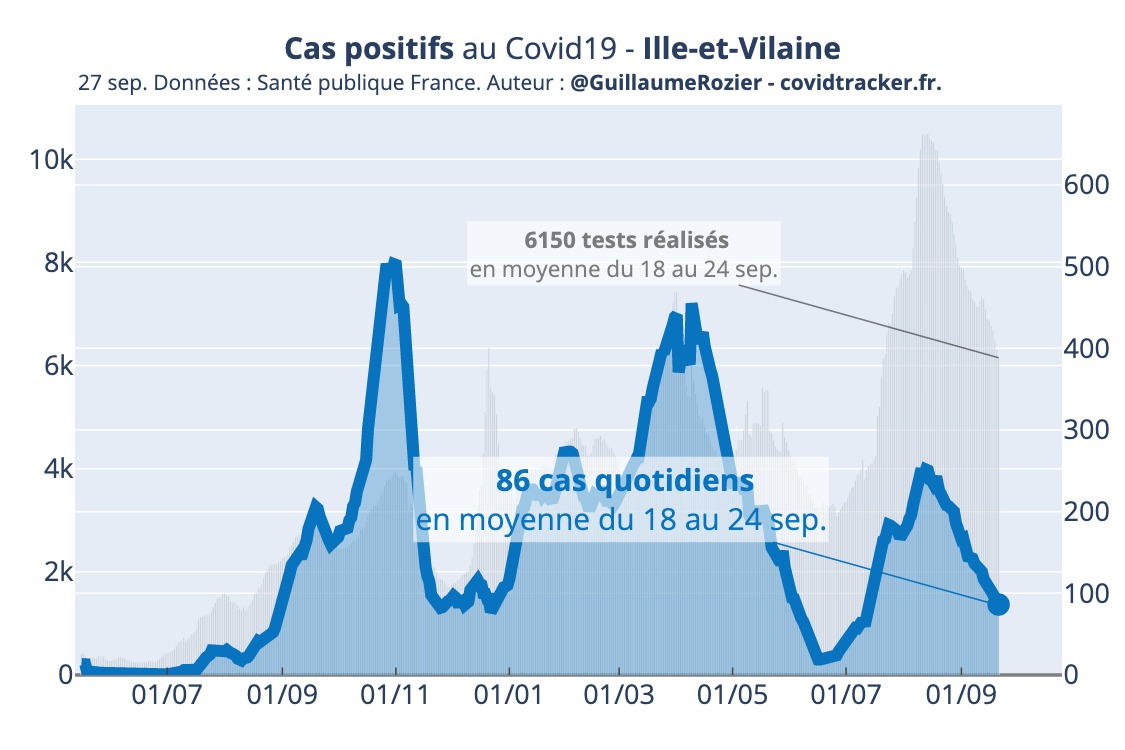 Cas positifs au Covid19 - Ille-et-Vilaine
27 sep. Données : Santé publique France. Auteur : @GuillaumeRozier - covidtracker.fr.
10k
600
6150 tests réalisés
8k
500
en moyenne du 18 au 24 sep.
400
6k
300
4k
86 cas quotidiens
200
en moyenne du 18 au 24 sep.
2k
100
0
0
01/07
01/09
01/11
01/01
01/03
01/05
01/07
01/09